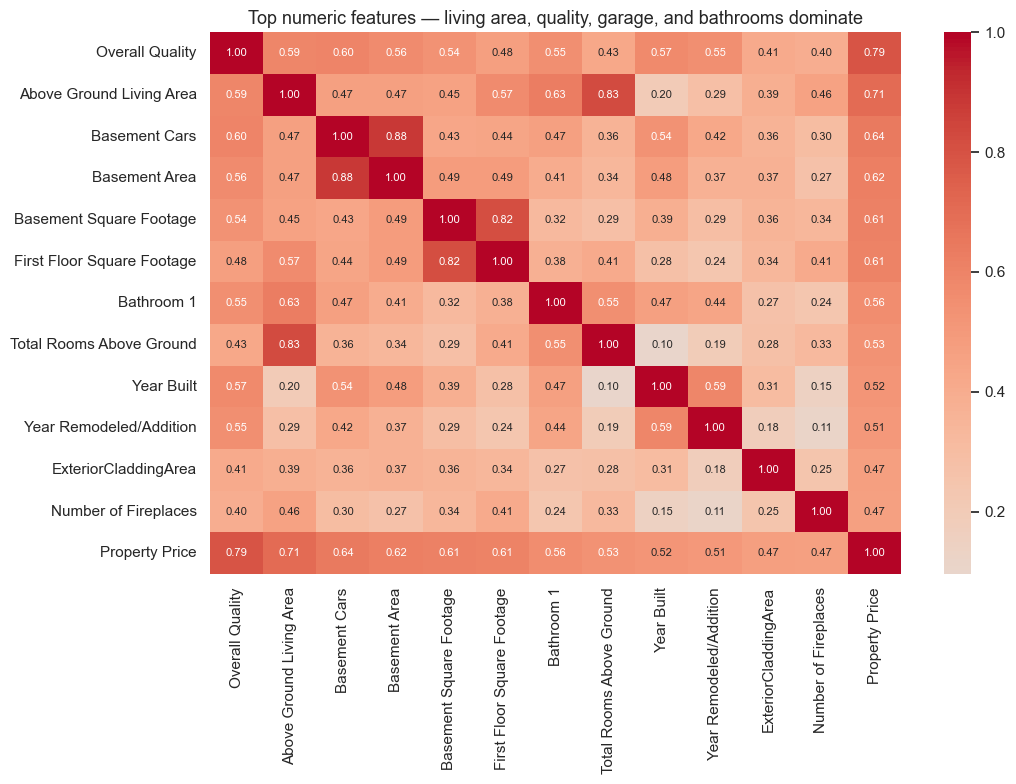 Top numeric features — living area, quality, garage, and bathrooms dominate
Overall Quality 1.00 0.59 0.60 0.56 0.54 0.48 0.55 0.43 0.57 0.55 0.41 0.40 0.79
Above Ground Living Area 0.59 1.00 0.47 0.47 0.45 0.57 0.63 0.83 0.20 0.29 0.39 0.46 0.71
Basement Cars 0.60 0.47 1.00 0.88 0.43 0.44 0.47 0.36 0.54 0.42 0.36 0.30 0.64
Basement Area 0.56 0.47 0.88 1.00 0.49 0.49 0.41 0.34 0.48 0.37 0.37 0.27 0.62
Basement Square Footage 0.54 0.45 0.43 0.49 1.00 0.82 0.32 0.29 0.39 0.29 0.36 0.34 0.61
First Floor Square Footage 0.48 0.57 0.44 0.49 0.82 1.00 0.38 0.41 0.28 0.24 0.34 0.41 0.61
Bathroom 1 0.55 0.63 0.47 0.41 0.32 0.38 1.00 0.55 0.47 0.44 0.27 0.24 0.56
Total Rooms Above Ground 0.43 0.83 0.36 0.34 0.29 0.41 0.55 1.00 0.10 0.19 0.28 0.33 0.53
Year Built 0.57 0.20 0.54 0.48 0.39 0.28 0.47 0.10 1.00 0.59 0.31 0.15 0.52
Year Remodeled/Addition 0.55 0.29 0.42 0.37 0.29 0.24 0.44 0.19 0.59 1.00 0.18 0.11 0.51
ExteriorCladdingArea 0.41 0.39 0.36 0.37 0.36 0.34 0.27 0.28 0.31 0.18 1.00 0.25 0.47
Number of Fireplaces 0.40 0.46 0.30 0.27 0.34 0.41 0.24 0.33 0.15 0.11 0.25 1.00 0.47
Property Price 0.79 0.71 0.64 0.62 0.61 0.61 0.56 0.53 0.52 0.51 0.47 0.47 1.00
Overall Quality
Above Ground Living Area
Basement Cars
Basement Area
Basement Square Footage
First Floor Square Footage
Bathroom 1
Total Rooms Above Ground
Year Built
Year Remodeled/Addition
ExteriorCladdingArea
Number of Fireplaces
Property Price
1.0
0.8
0.6
0.4
0.2